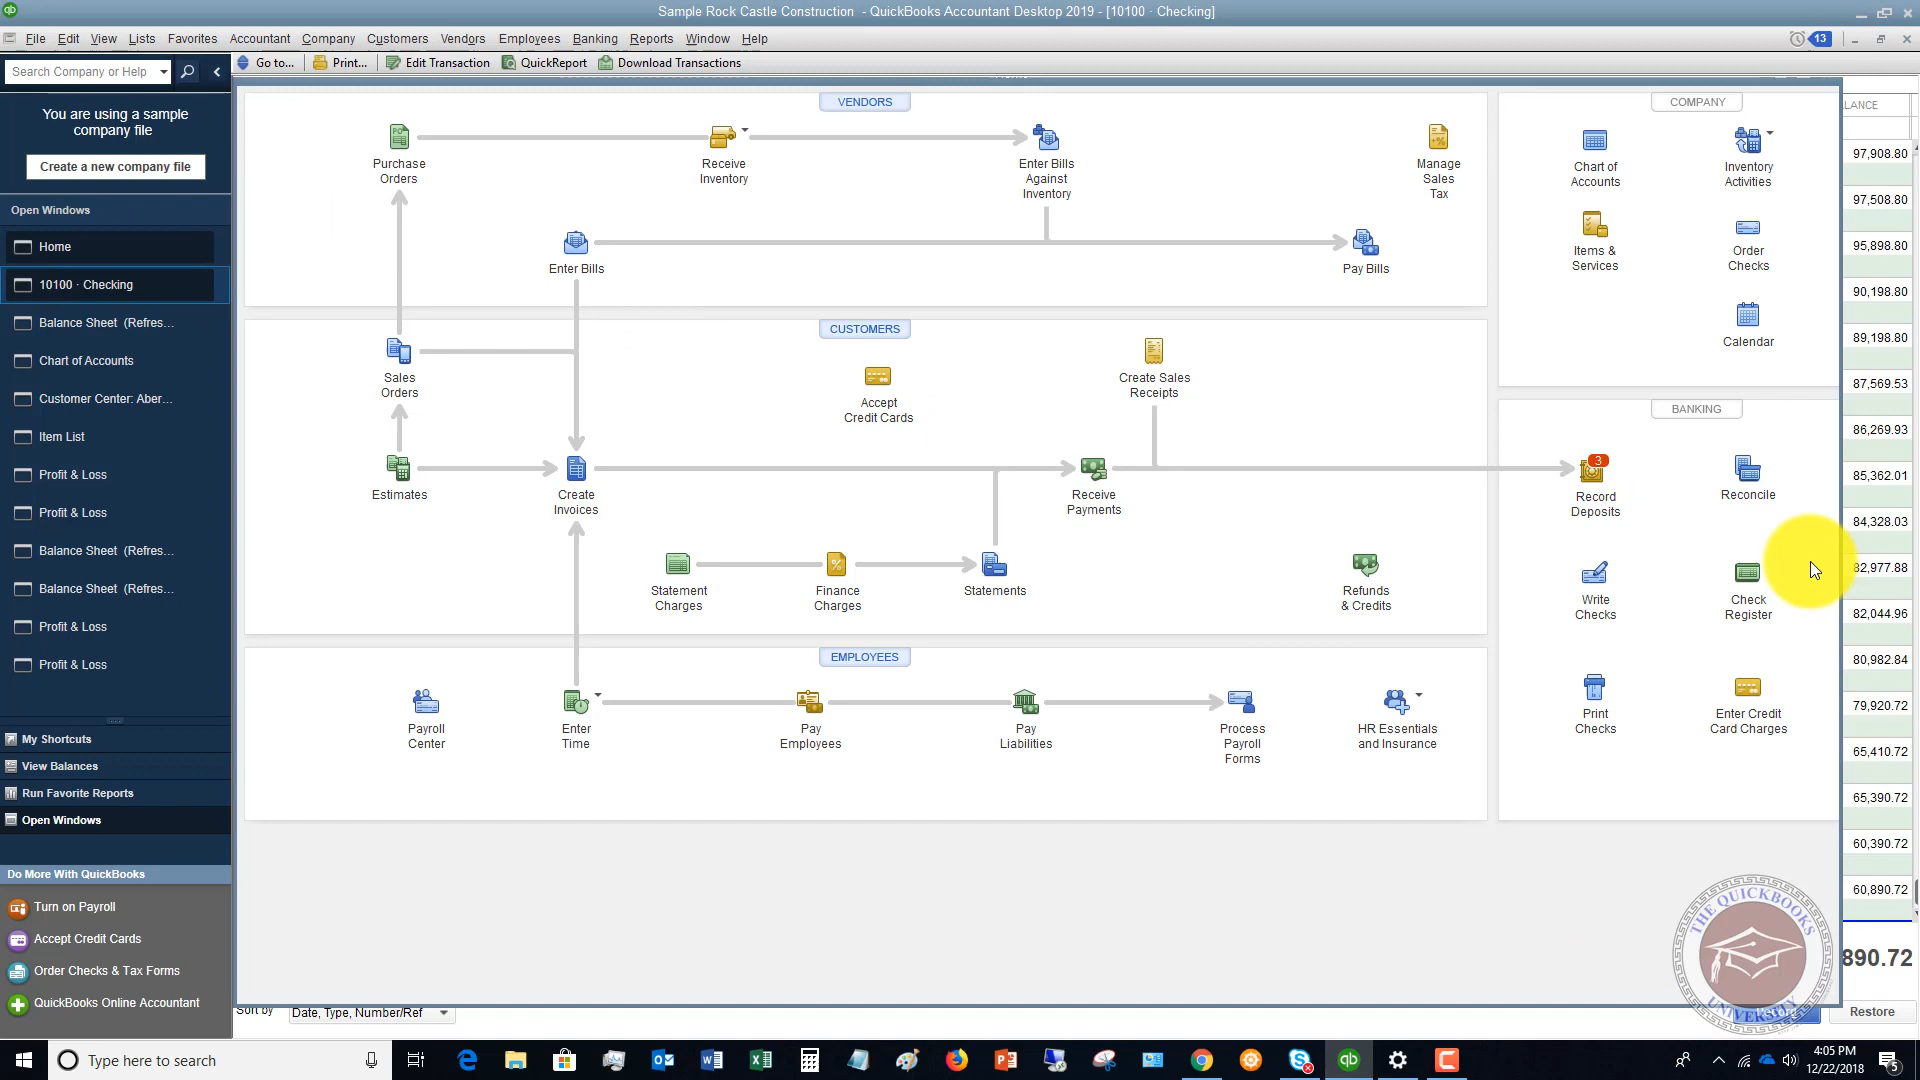 Sample Rock Castle Construction - QuickBooks Accountant Desktop 2019 - [10100 · Checking]
File Edit View Lists Favorites Accountant Company Customers Vendors Employees Banking Reports Window Help
13
Search Company or Help
Go to... Print... Edit Transaction QuickReport Download Transactions
You are using a sample
company file
Create a new company file
Open Windows
Home
10100 · Checking
Balance Sheet (Refres...
Chart of Accounts
Customer Center: Aber...
Item List
Profit & Loss
Profit & Loss
Balance Sheet (Refres...
Balance Sheet (Refres...
Profit & Loss
Profit & Loss
My Shortcuts
View Balances
Run Favorite Reports
Open Windows
Do More With QuickBooks
Turn on Payroll
Accept Credit Cards
Order Checks & Tax Forms
QuickBooks Online Accountant
VENDORS
Purchase
Orders
Receive
Inventory
Enter Bills
Against
Inventory
Manage
Sales
Tax
Enter Bills
Pay Bills
CUSTOMERS
Sales
Orders
Accept
Credit Cards
Create Sales
Receipts
Estimates
Create
Invoices
Receive
Payments
Statement
Charges
Finance
Charges
Statements
Refunds
& Credits
EMPLOYEES
Payroll
Center
Enter
Time
Pay
Employees
Pay
Liabilities
Process
Payroll
Forms
HR Essentials
and Insurance
COMPANY
Chart of
Accounts
Inventory
Activities
Items &
Services
Order
Checks
Calendar
BANKING
3
Record
Deposits
Reconcile
Write
Checks
Check
Register
Print
Checks
Enter Credit
Card Charges
LANCE
97,908.80
97,508.80
95,898.80
90,198.80
89,198.80
87,569.53
86,269.93
85,362.01
84,328.03
82,977.88
82,044.96
80,982.84
79,920.72
65,410.72
65,390.72
60,390.72
60,890.72
890.72
THE QUICKBOOKS
UNIVERSITY
Sort by Date, Type, Number/Ref
Restore
Type here to search
4:05 PM
12/22/2018
5